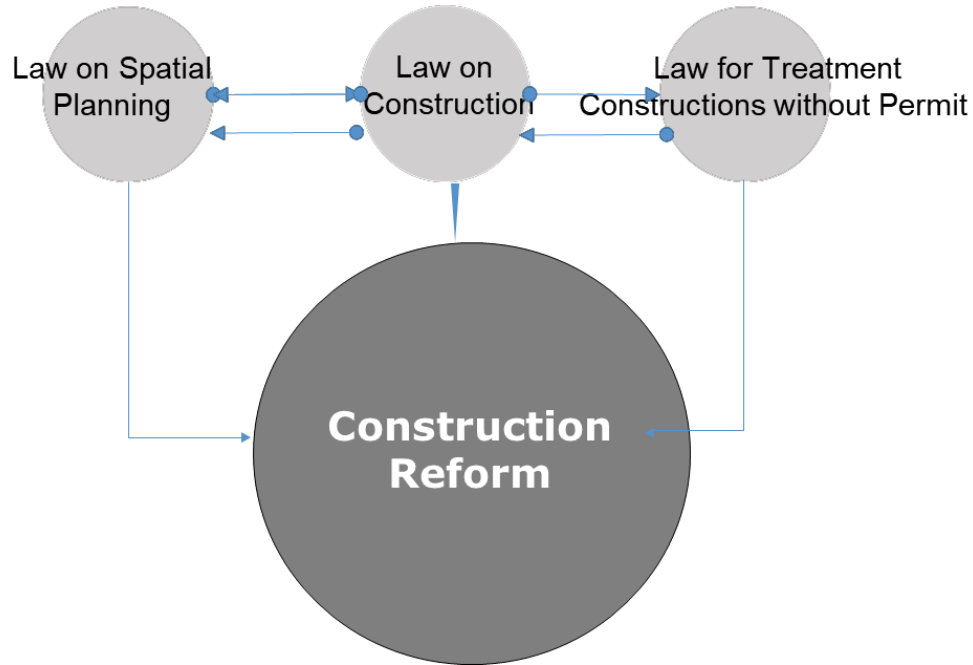 Law on Spatial
Planning
Law on
Construction
Law for Treatment
Constructions without Permit
Construction
Reform